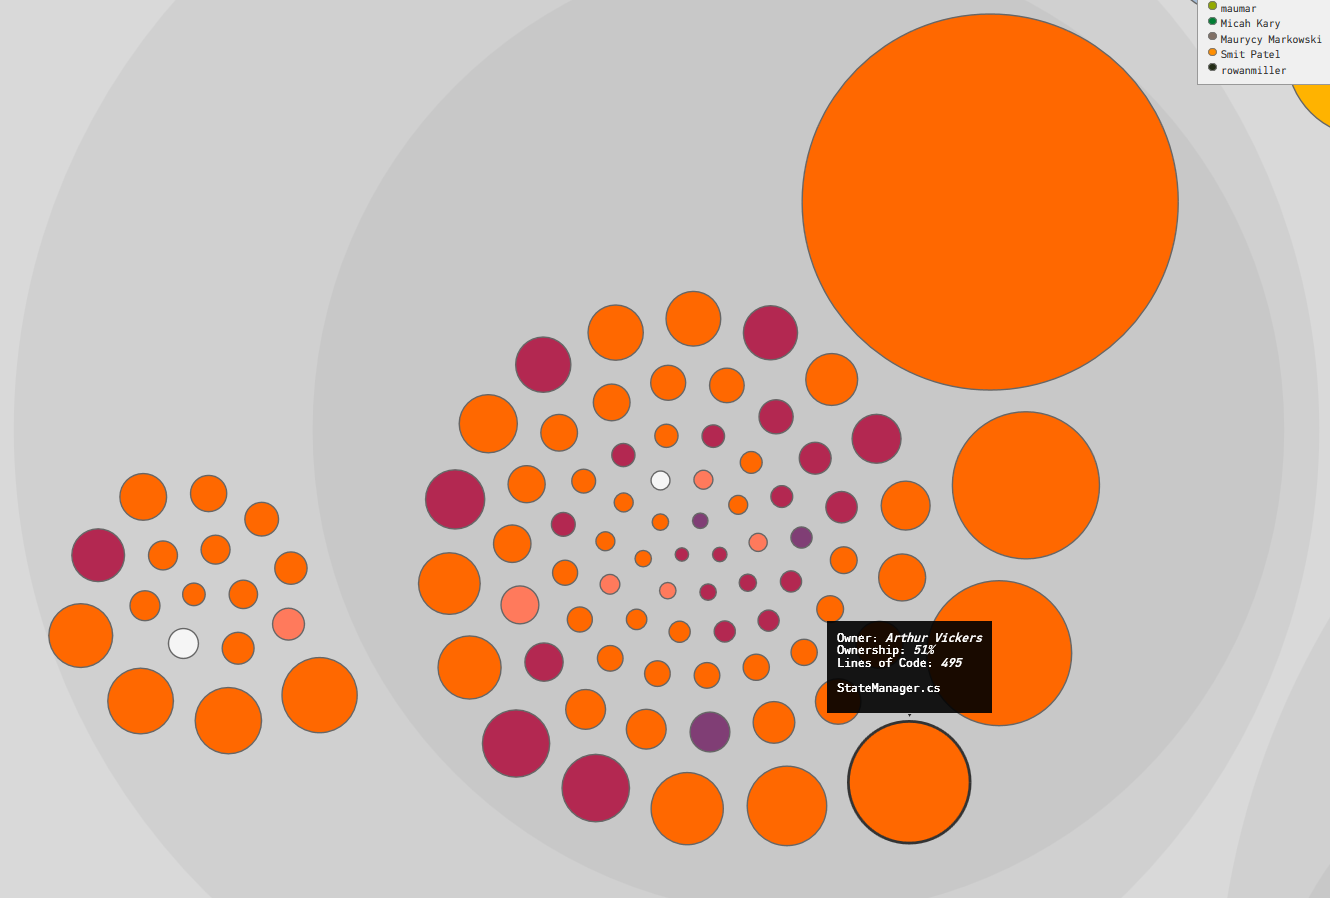 maumar
Micah Kary
Maurycy Markowski
Smit Patel
rowanmiller
Owner: Arthur Vickers
Ownership: 51%
Lines of Code: 495
StateManager.cs